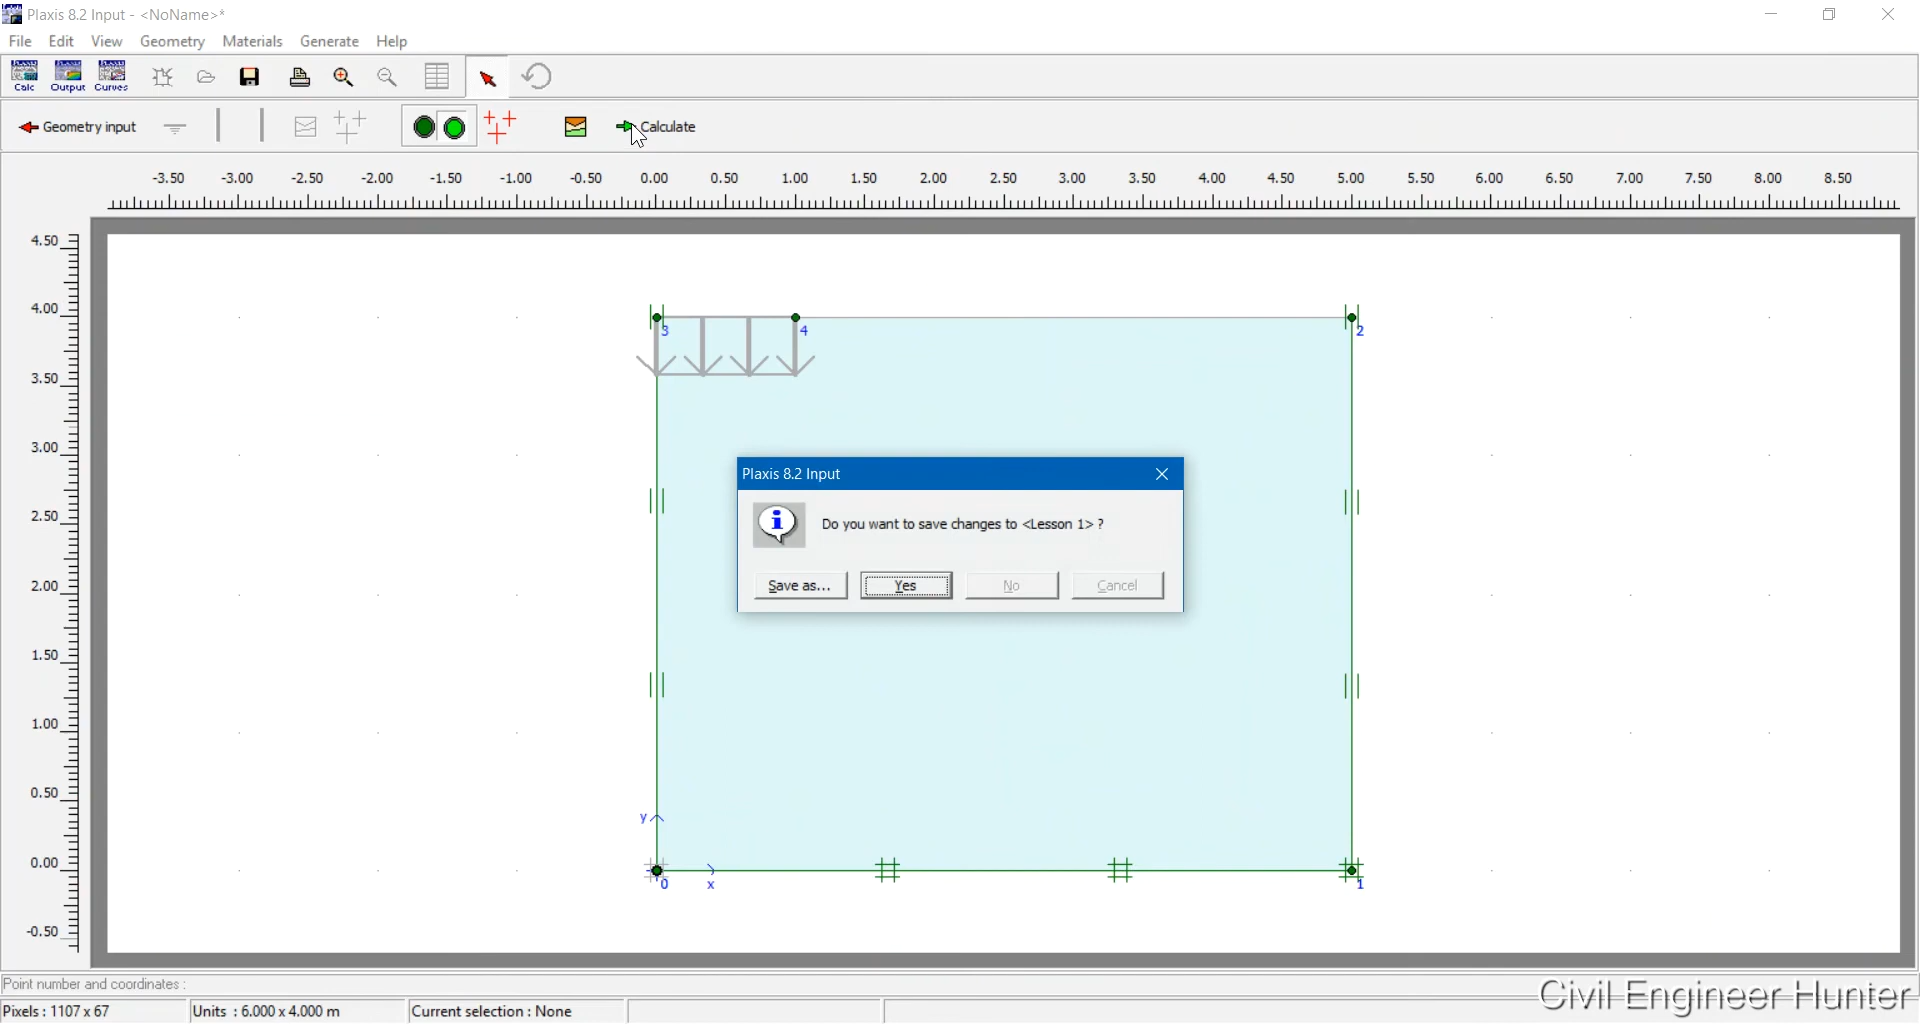 Plaxis 8.2 Input - <NoName>*
File Edit View Geometry Materials Generate Help
Calc Output Curves
Geometry input Calculate
-3.50 -3.00 -2.50 -2.00 -1.50 -1.00 -0.50 0.00 0.50 1.00 1.50 2.00 2.50 3.00 3.50 4.00 4.50 5.00 5.50 6.00 6.50 7.00 7.50 8.00 8.50
4.50
4.00
3 4 2
3.50
3.00
Plaxis 8.2 Input
2.50
Do you want to save changes to <Lesson 1> ?
2.00
Save as... Yes No Cancel
1.50
1.00
0.50
y
0.00
0 x 1
-0.50
Point number and coordinates :
Civil Engineer Hunter
Pixels : 1107 x 67 Units : 6.000 x 4.000 m Current selection : None